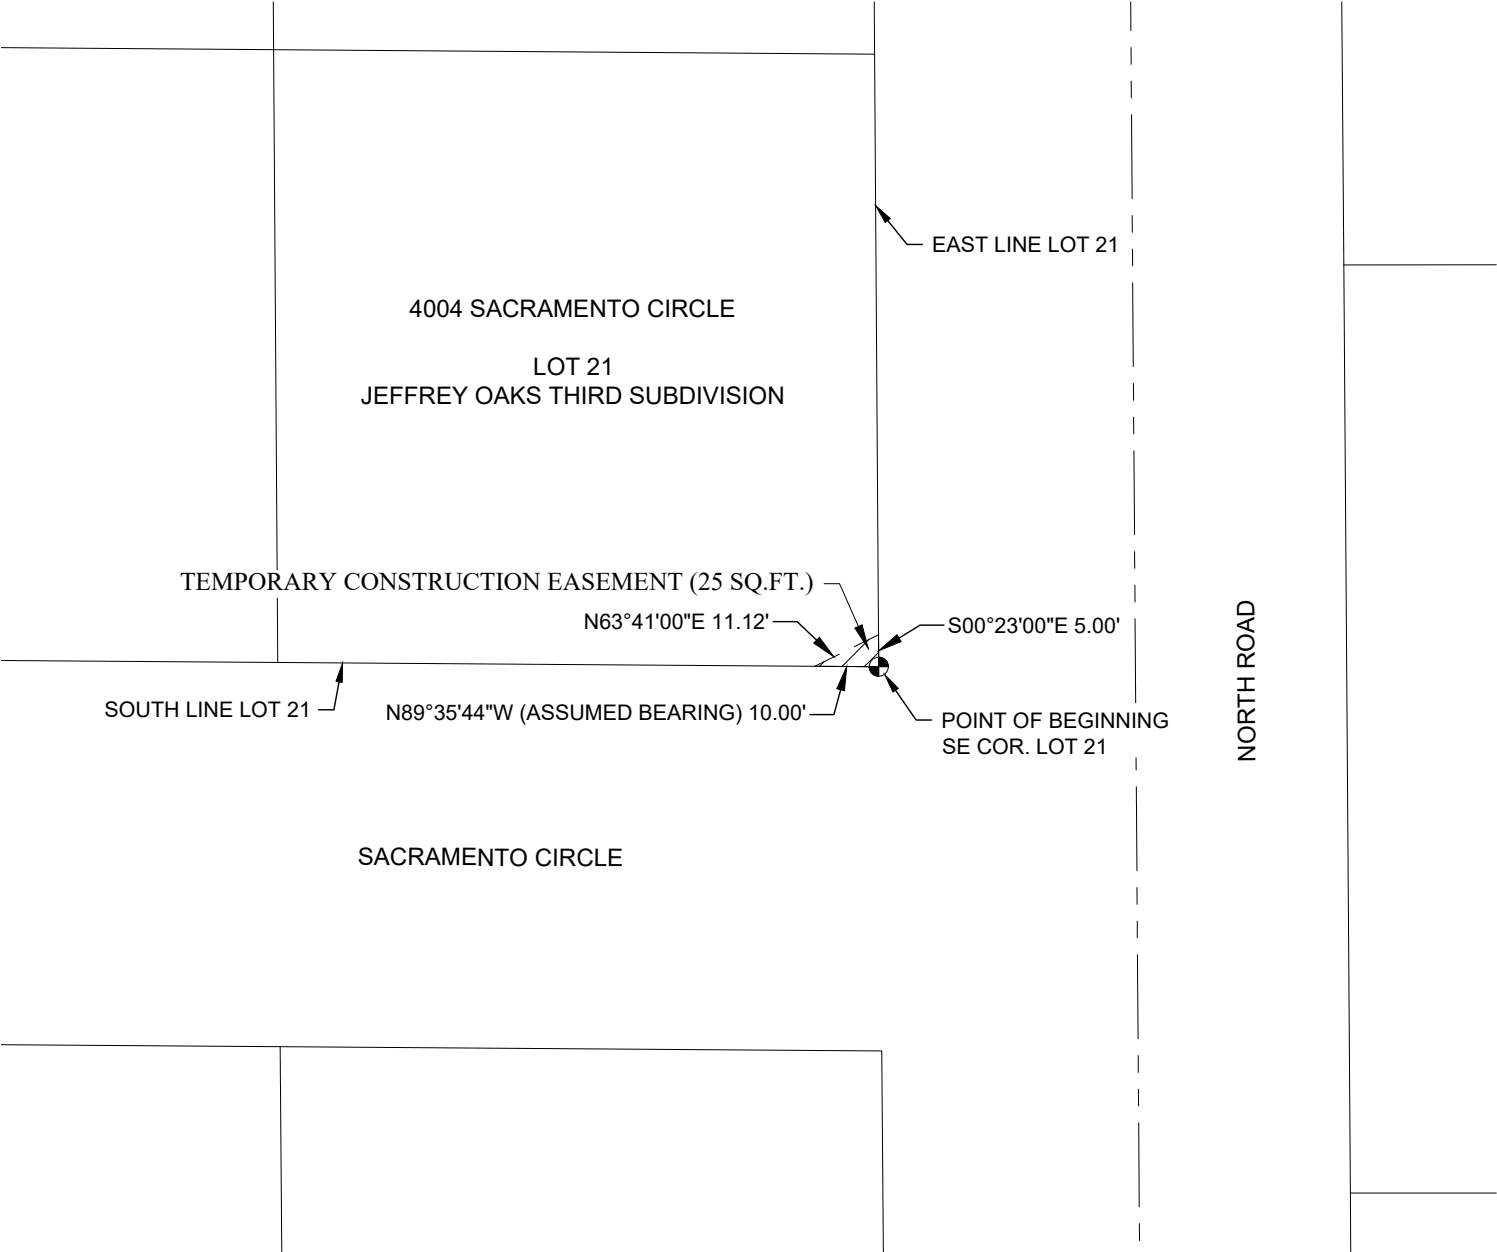 EAST LINE LOT 21
4004 SACRAMENTO CIRCLE
LOT 21
JEFFREY OAKS THIRD SUBDIVISION
TEMPORARY CONSTRUCTION EASEMENT (25 SQ.FT.)
N63°41'00"E 11.12'
S00°23'00"E 5.00'
SOUTH LINE LOT 21
N89°35'44"W (ASSUMED BEARING) 10.00'
POINT OF BEGINNING
SE COR. LOT 21
NORTH ROAD
SACRAMENTO CIRCLE